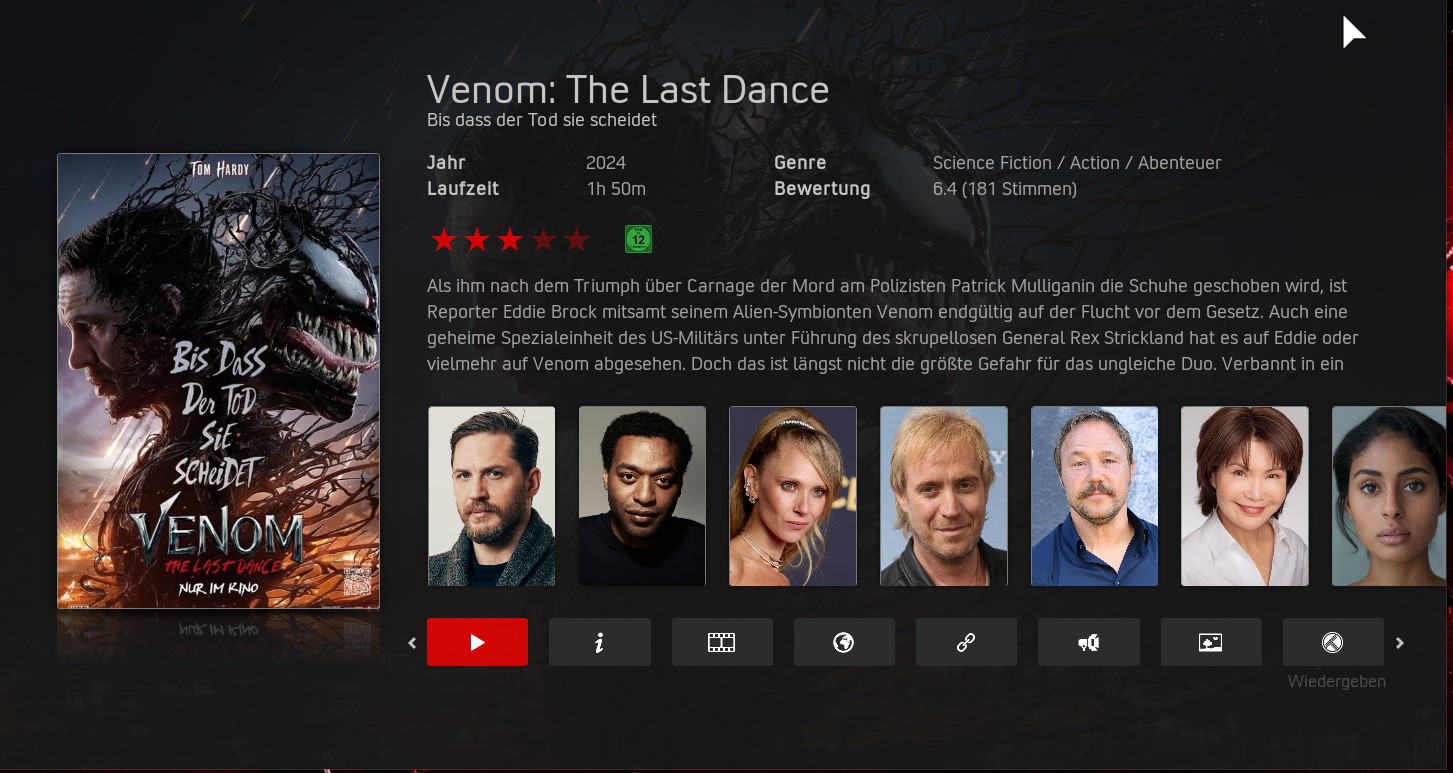 Venom: The Last Dance
Bis dass der Tod sie scheidet
Jahr 2024 Genre Science Fiction / Action / Abenteuer
Laufzeit 1h 50m Bewertung 6.4 (181 Stimmen)
12
Als ihm nach dem Triumph über Carnage der Mord am Polizisten Patrick Mulliganin die Schuhe geschoben wird, ist
Reporter Eddie Brock mitsamt seinem Alien-Symbionten Venom endgültig auf der Flucht vor dem Gesetz. Auch eine
geheime Spezialeinheit des US-Militärs unter Führung des skrupellosen General Rex Strickland hat es auf Eddie oder
vielmehr auf Venom abgesehen. Doch das ist längst nicht die größte Gefahr für das ungleiche Duo. Verbannt in ein
TOM HARDY
BIS DASS
DER TOD
SIE
SCHEIDET
VENOM
THE LAST DANCE
NUR IM KINO
Wiedergeben